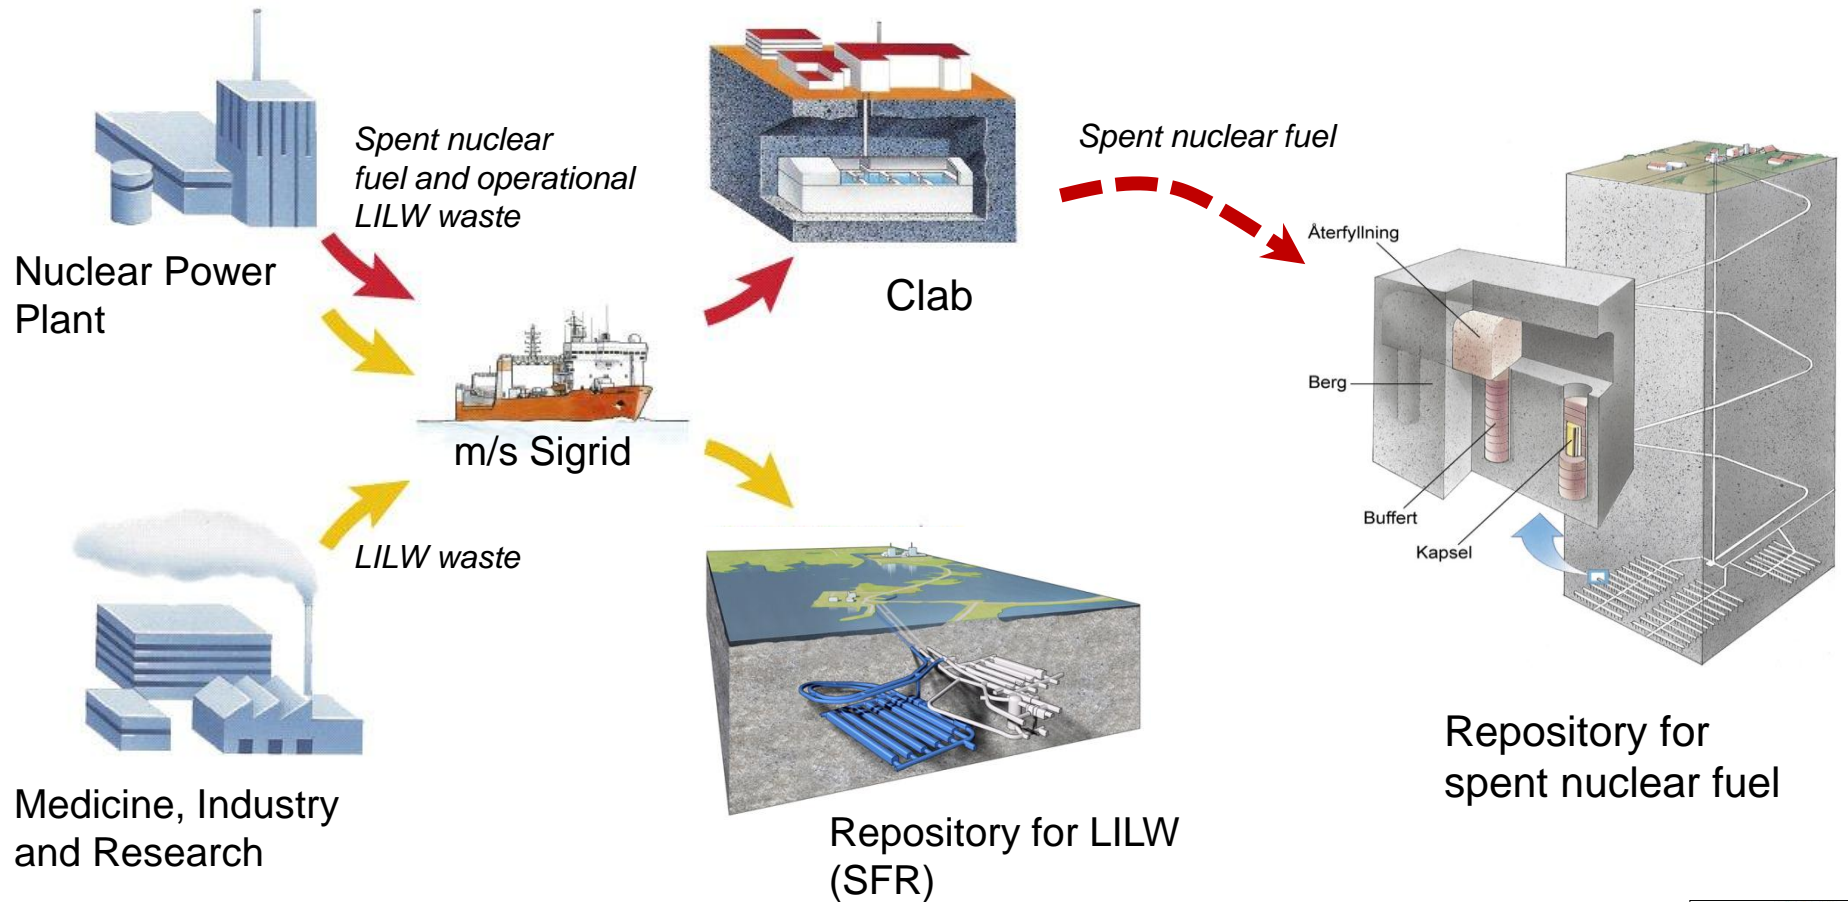 Spent nuclear
fuel and operational
LILW waste
Nuclear Power
Plant
m/s Sigrid
LILW waste
Medicine, Industry
and Research
Clab
Spent nuclear fuel
Repository for LILW
(SFR)
Återfyllning
Berg
Buffert
Kapsel
Repository for
spent nuclear fuel